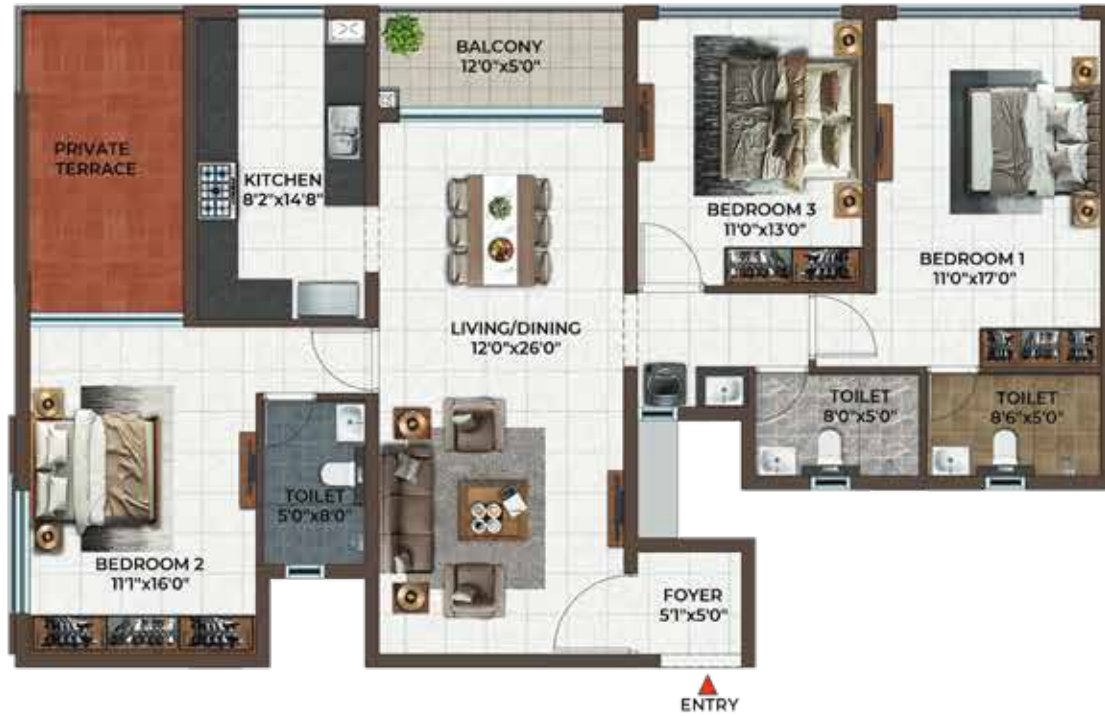 BALCONY
12'0"x5'0"
PRIVATE
TERRACE
KITCHEN
8'2"x14'8"
BEDROOM 3
11'0"x13'0"
BEDROOM 1
11'0"x17'0"
LIVING/DINING
12'0"x26'0"
TOILET
8'0"x5'0"
TOILET
8'6"x5'0"
TOILET
5'0"x8'0"
BEDROOM 2
11'1"x16'0"
FOYER
5'1"x5'0"
ENTRY